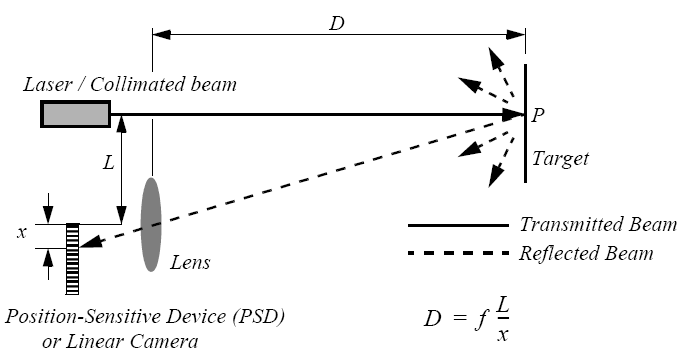 D
Laser / Collimated beam
P
L
Target
x
Transmitted Beam
Lens
Reflected Beam
Position-Sensitive Device (PSD)
or Linear Camera
D = f L/x